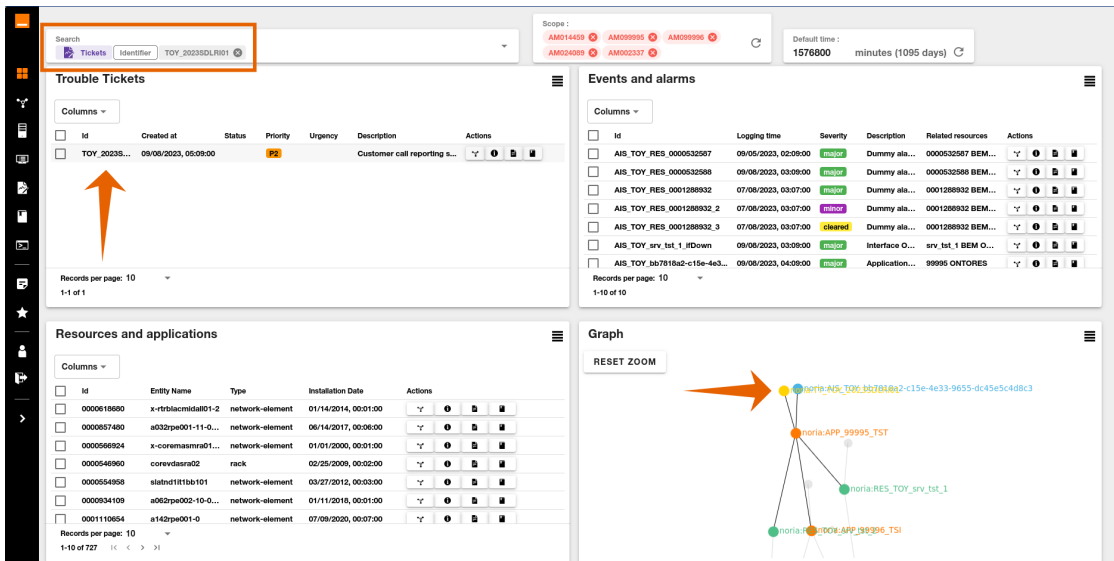 Search
Tickets Identifier TOY_2023SDLRI01
Scope :
AM014459 AM099995 AM099996
AM024089 AM002337
Default time :
1576800 minutes (1095 days)
Trouble Tickets
Columns
Id Created at Status Priority Urgency Description Actions
TOY_2023S... 09/08/2023, 05:09:00 P2 Customer call reporting s...
Records per page: 10
1-1 of 1
Events and alarms
Columns
Id Logging time Severity Description Related resources Actions
AIS_TOY_RES_0000532587 09/05/2023, 02:09:00 major Dummy ala... 0000532587 BEM...
AIS_TOY_RES_0000532588 09/08/2023, 03:09:00 major Dummy ala... 0000532588 BEM...
AIS_TOY_RES_0001288932 07/08/2023, 03:07:00 major Dummy ala... 0001288932 BEM...
AIS_TOY_RES_0001288932_2 07/08/2023, 03:07:00 minor Dummy ala... 0001288932 BEM...
AIS_TOY_RES_0001288932_3 07/08/2023, 03:07:00 cleared Dummy ala... 0001288932 BEM...
AIS_TOY_srv_tst_1_ifDown 09/08/2023, 03:09:00 major Interface O... srv_tst_1 BEM O...
AIS_TOY_bb7818a2-c15e-4e3... 09/08/2023, 04:09:00 major Application... 99995 ONTORES
Records per page: 10
1-10 of 10
Resources and applications
Columns
Id Entity Name Type Installation Date Actions
0000618680 x-rtrblacmidall01-2 network-element 01/14/2014, 00:01:00
0000857480 a032rpe001-11-0... network-element 06/14/2017, 00:06:00
0000566924 x-coremasmra01... network-element 01/01/2000, 00:01:00
0000546960 corevdasra02 rack 02/25/2009, 00:02:00
0000554958 slatnd1it1bb101 network-element 03/27/2012, 00:03:00
0000934109 a062rpe002-10-0... network-element 01/11/2018, 00:01:00
0001110654 a142rpe001-0 network-element 07/09/2020, 00:07:00
Records per page: 10
1-10 of 727
Graph
RESET ZOOM
noria:AIS_TOY_bb7818a2-c15e-4e33-9655-dc45e5c4d8c3
noria:APP_99995_TST
noria:RES_TOY_srv_tst_1
noria:APP_99996_TSI